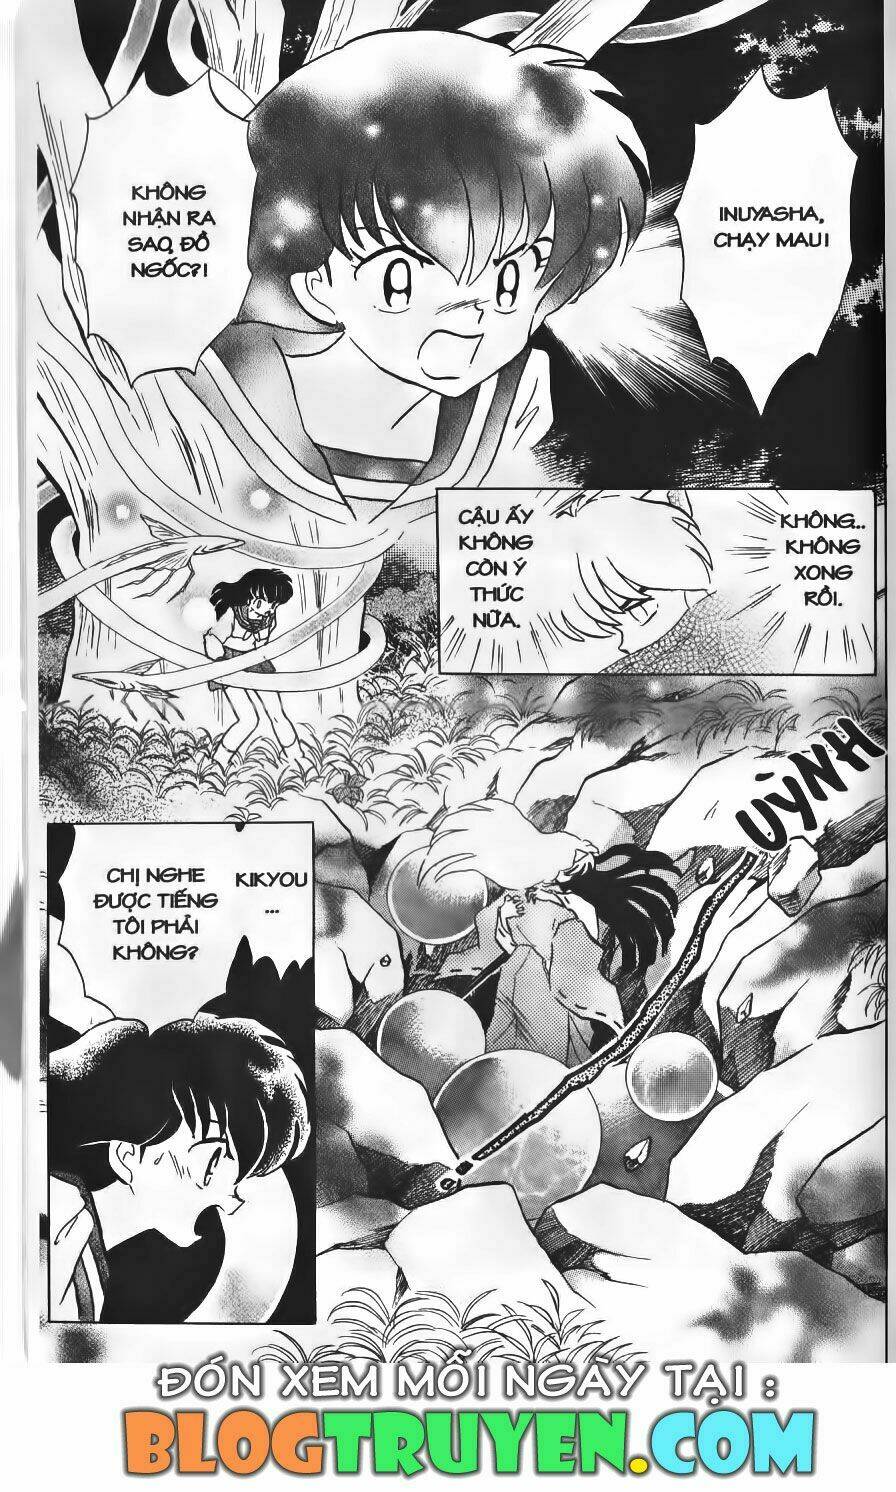 INUYASHA,
CHẠY MAU!
KHÔNG
NHẬN RA
SAO, ĐỒ
NGỐC?!
KHÔNG...
KHÔNG
XONG
RỒI.
CẬU ẤY
KHÔNG
CÒN Ý
THỨC
NỮA.
UỲNH
KIKYOU
...
CHỊ NGHE
ĐƯỢC TIẾNG
TÔI PHẢI
KHÔNG?
ĐÓN XEM MỖI NGÀY TẠI :
BLOGTRUYEN.COM